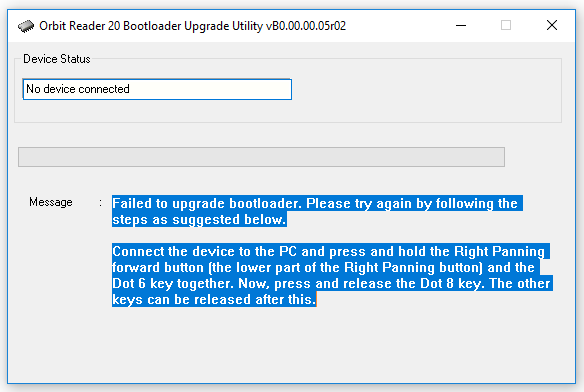 Orbit Reader 20 Bootloader Upgrade Utility vB0.00.00.05r02
Device Status
No device connected
Message : Failed to upgrade bootloader. Please try again by following the
steps as suggested below.
Connect the device to the PC and press and hold the Right Panning
forward button (the lower part of the Right Panning button) and the
Dot 6 key together. Now, press and release the Dot 8 key. The other
keys can be released after this.